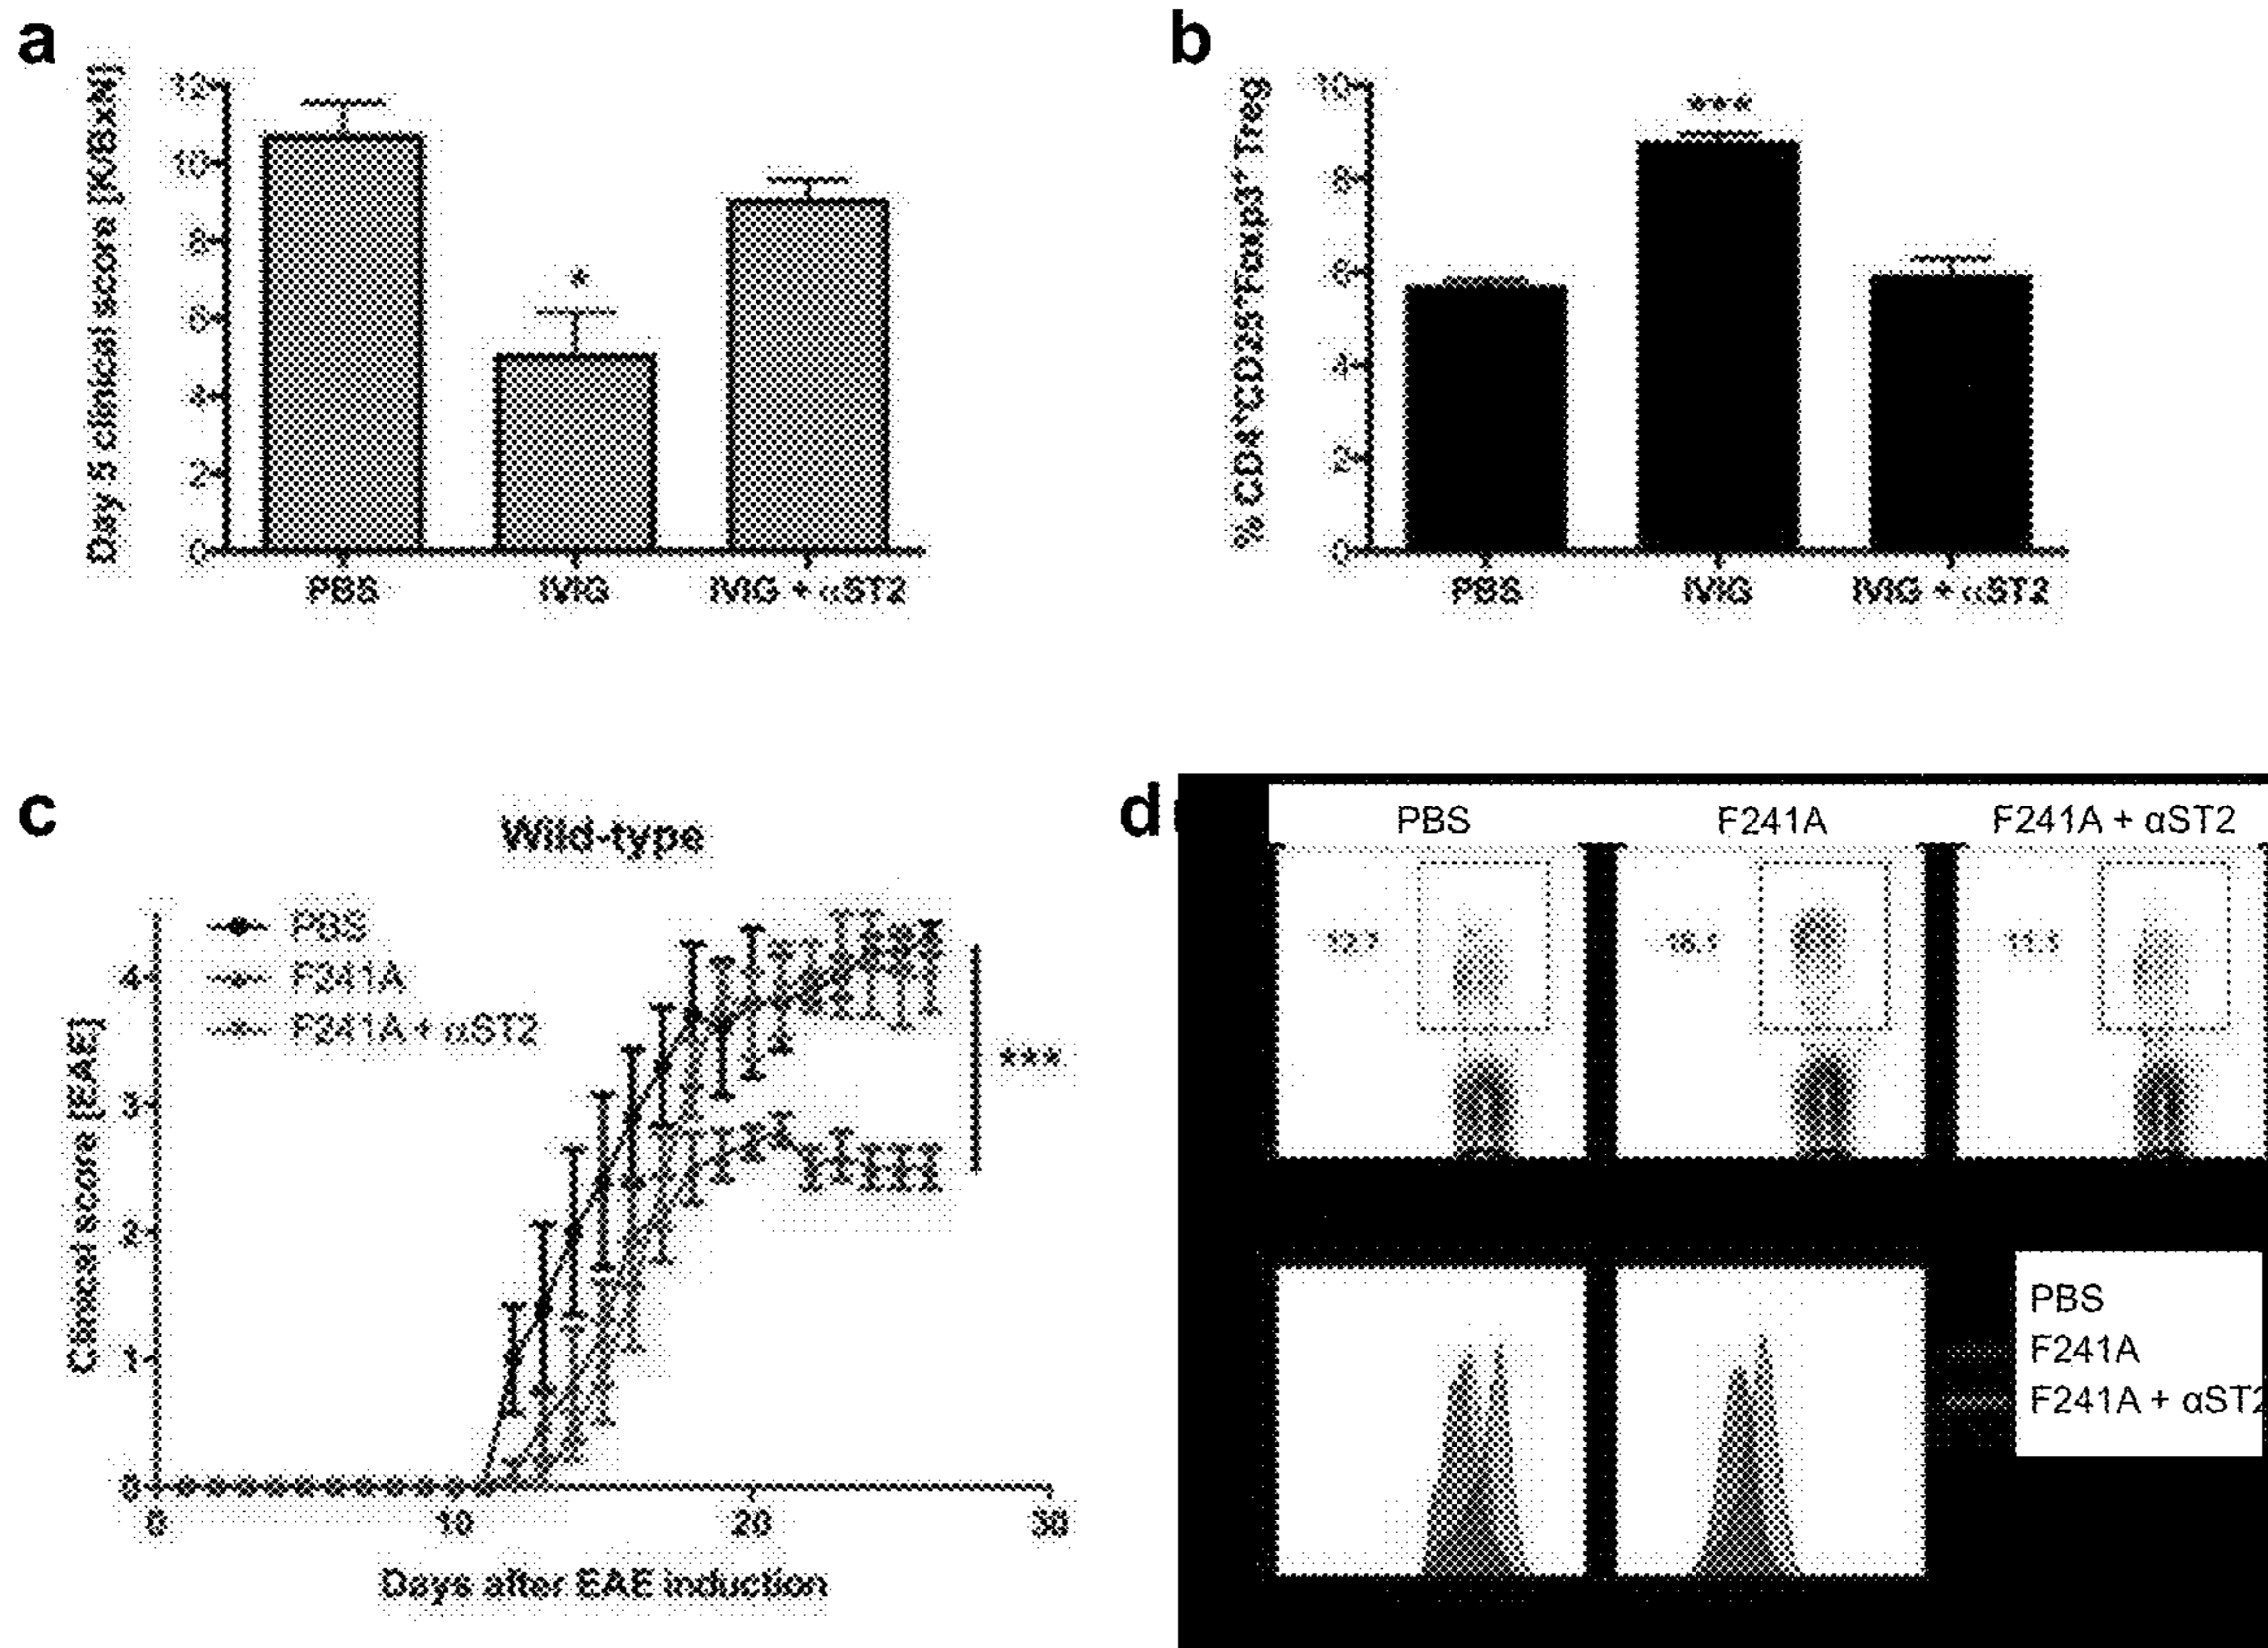 a
Day 5 clinical score [K/BxN]
12
10
8
6
4
2
0
*
PBS IVIG IVIG + αST2
b
% CD4⁺CD25⁺Foxp3⁺ Treg
10
8
6
4
2
0
***
PBS IVIG IVIG + αST2
c
Wild-type
Clinical score [EAE]
PBS
F241A
F241A + αST2
4
3
2
1
0
***
0 10 20 30
Days after EAE induction
d
PBS F241A F241A + αST2
11.1
PBS
F241A
F241A + αST2